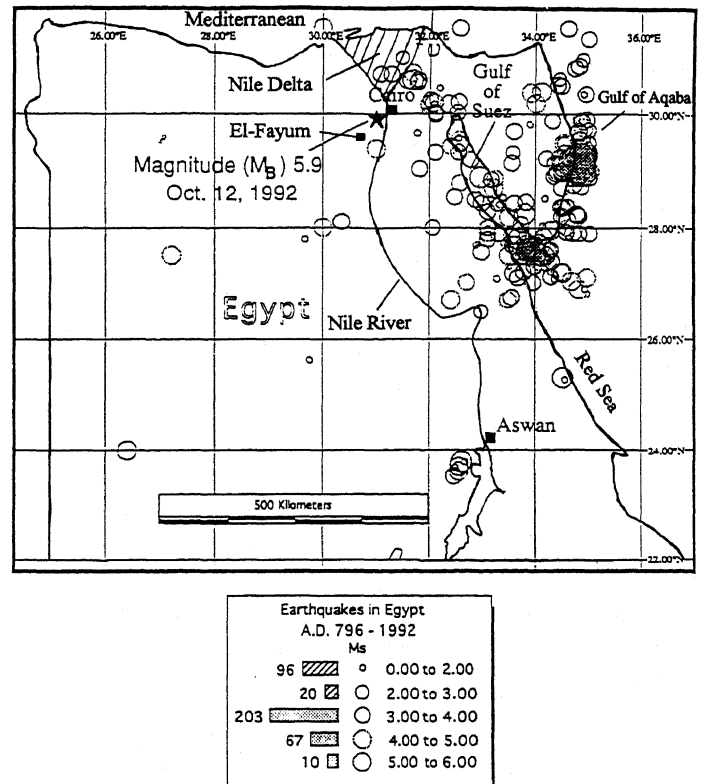 Mediterranean
26.00°E
28.00°E
30.00°E
32.00°E
34.00°E
36.00°E
Nile Delta
Gulf
of
Suez
Gulf of Aqaba
30.00°N
El-Fayum
Magnitude (MB) 5.9
Oct. 12, 1992
28.00°N
Egypt
Nile River
26.00°N
Red Sea
Aswan
24.00°N
500 Kilometers
22.00°N
Earthquakes in Egypt
A.D. 796 - 1992
Ms
96 0.00 to 2.00
20 2.00 to 3.00
203 3.00 to 4.00
67 4.00 to 5.00
10 5.00 to 6.00